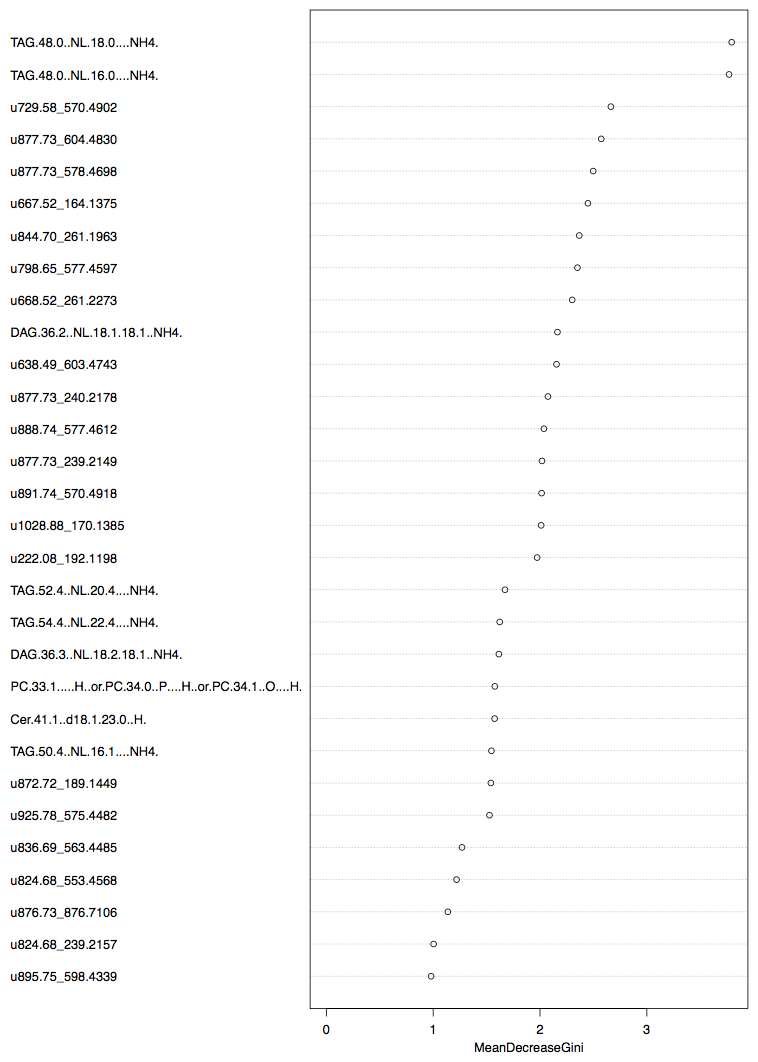 TAG.48.0..NL.18.0....NH4.
TAG.48.0..NL.16.0....NH4.
u729.58_570.4902
u877.73_604.4830
u877.73_578.4698
u667.52_164.1375
u844.70_261.1963
u798.65_577.4597
u668.52_261.2273
DAG.36.2..NL.18.1.18.1..NH4.
u638.49_603.4743
u877.73_240.2178
u888.74_577.4612
u877.73_239.2149
u891.74_570.4918
u1028.88_170.1385
u222.08_192.1198
TAG.52.4..NL.20.4....NH4.
TAG.54.4..NL.22.4....NH4.
DAG.36.3..NL.18.2.18.1..NH4.
PC.33.1.....H..or.PC.34.0..P....H..or.PC.34.1..O....H.
Cer.41.1..d18.1.23.0..H.
TAG.50.4..NL.16.1....NH4.
u872.72_189.1449
u925.78_575.4482
u836.69_563.4485
u824.68_553.4568
u876.73_876.7106
u824.68_239.2157
u895.75_598.4339
0 1 2 3
MeanDecreaseGini